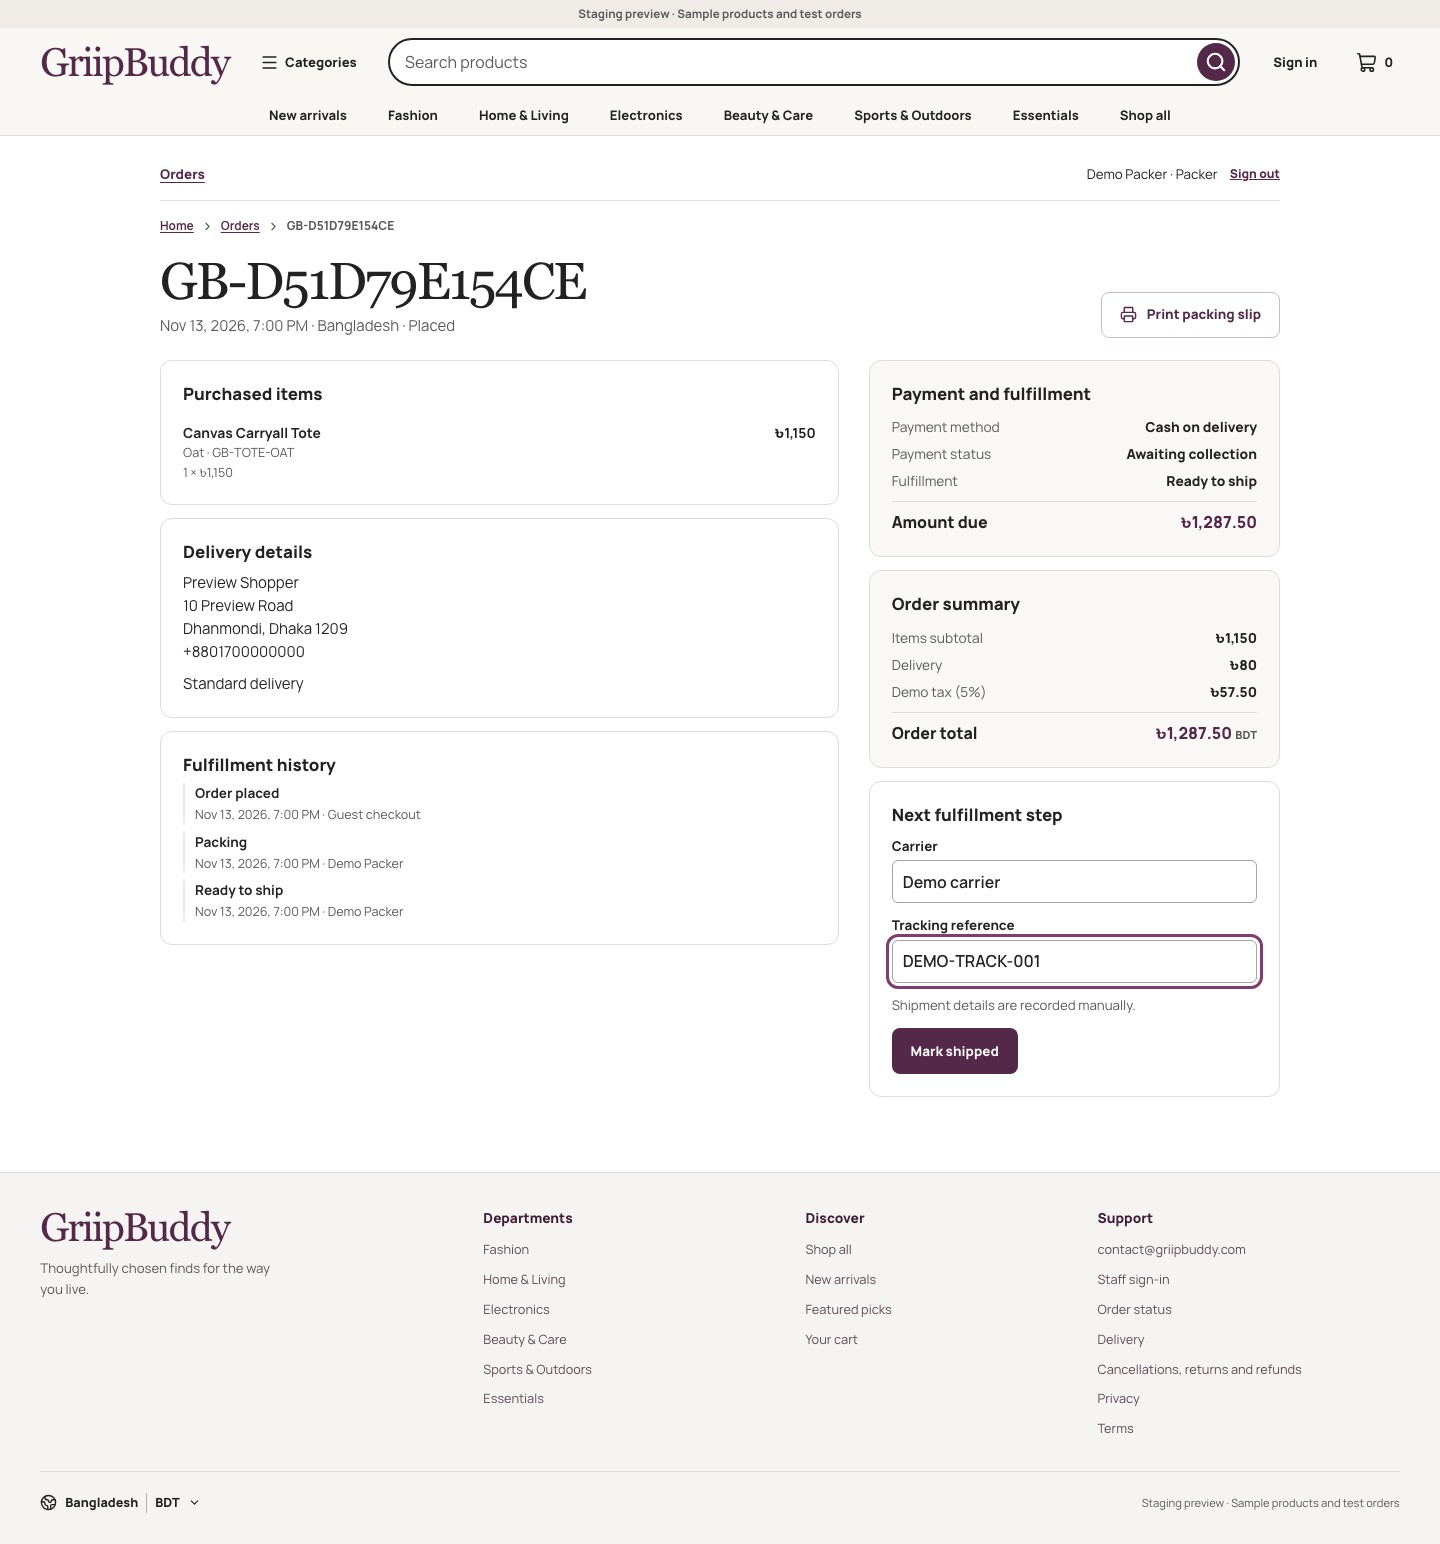 Staging preview · Sample products and test orders
GriipBuddy
Categories
Search products
Sign in
0
New arrivals
Fashion
Home & Living
Electronics
Beauty & Care
Sports & Outdoors
Essentials
Shop all
Orders
Demo Packer · Packer
Sign out
Home
Orders
GB-D51D79E154CE
GB-D51D79E154CE
Nov 13, 2026, 7:00 PM · Bangladesh · Placed
Print packing slip
Purchased items
Canvas Carryall Tote
৳1,150
Oat · GB-TOTE-OAT
1 × ৳1,150
Delivery details
Preview Shopper
10 Preview Road
Dhanmondi, Dhaka 1209
+8801700000000
Standard delivery
Fulfillment history
Order placed
Nov 13, 2026, 7:00 PM · Guest checkout
Packing
Nov 13, 2026, 7:00 PM · Demo Packer
Ready to ship
Nov 13, 2026, 7:00 PM · Demo Packer
Payment and fulfillment
Payment method Cash on delivery
Payment status Awaiting collection
Fulfillment Ready to ship
Amount due ৳1,287.50
Order summary
Items subtotal ৳1,150
Delivery ৳80
Demo tax (5%) ৳57.50
Order total ৳1,287.50 BDT
Next fulfillment step
Carrier
Demo carrier
Tracking reference
DEMO-TRACK-001
Shipment details are recorded manually.
Mark shipped
GriipBuddy
Thoughtfully chosen finds for the way
you live.
Departments
Fashion
Home & Living
Electronics
Beauty & Care
Sports & Outdoors
Essentials
Discover
Shop all
New arrivals
Featured picks
Your cart
Support
contact@griipbuddy.com
Staff sign-in
Order status
Delivery
Cancellations, returns and refunds
Privacy
Terms
Bangladesh
BDT
Staging preview · Sample products and test orders